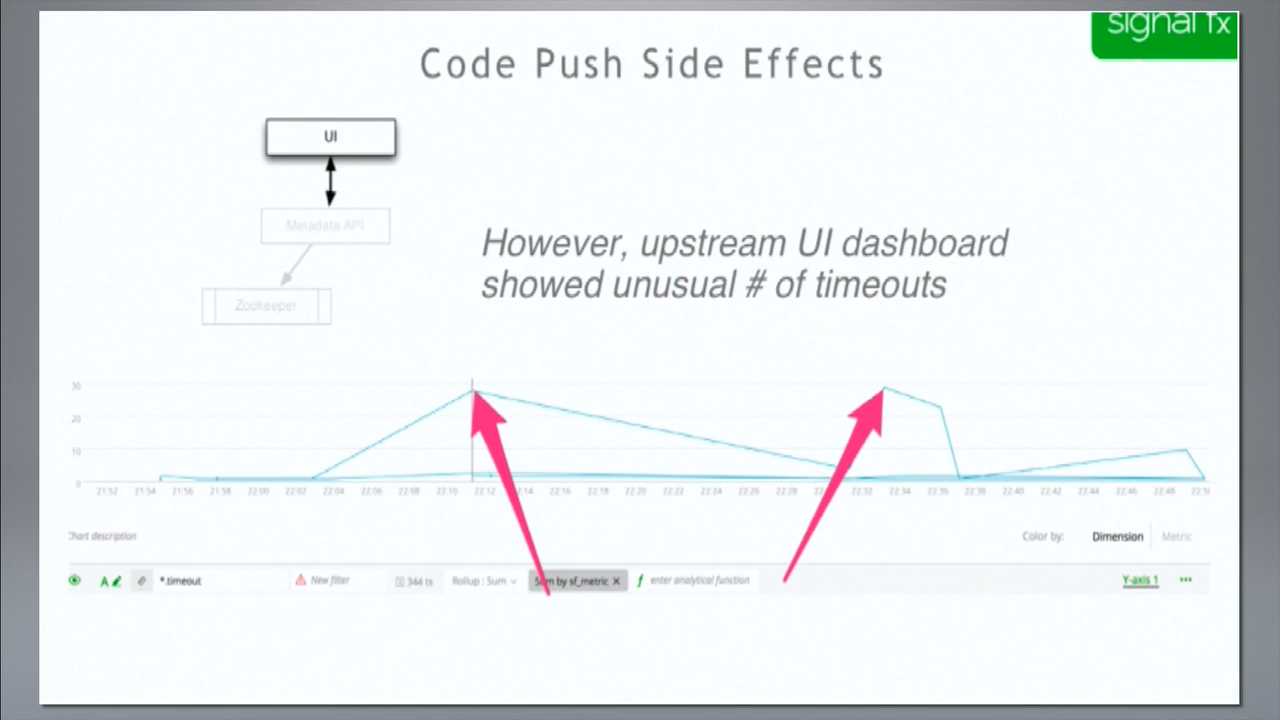 signal fx
Code Push Side Effects
UI
Metadata API
Zookeeper
However, upstream UI dashboard
showed unusual # of timeouts
30
20
10
0
21:52 21:54 21:56 21:58 22:00 22:02 22:04 22:06 22:08 22:10 22:12 22:14 22:16 22:18 22:20 22:22 22:24 22:26 22:28 22:30 22:32 22:34 22:36 22:38 22:40 22:42 22:44 22:46 22:48
Chart description
Color by: Dimension Metric
A *.timeout New filter 344 ts Rollup : Sum Sum by sf_metric × f enter analytical function Y-axis 1 •••